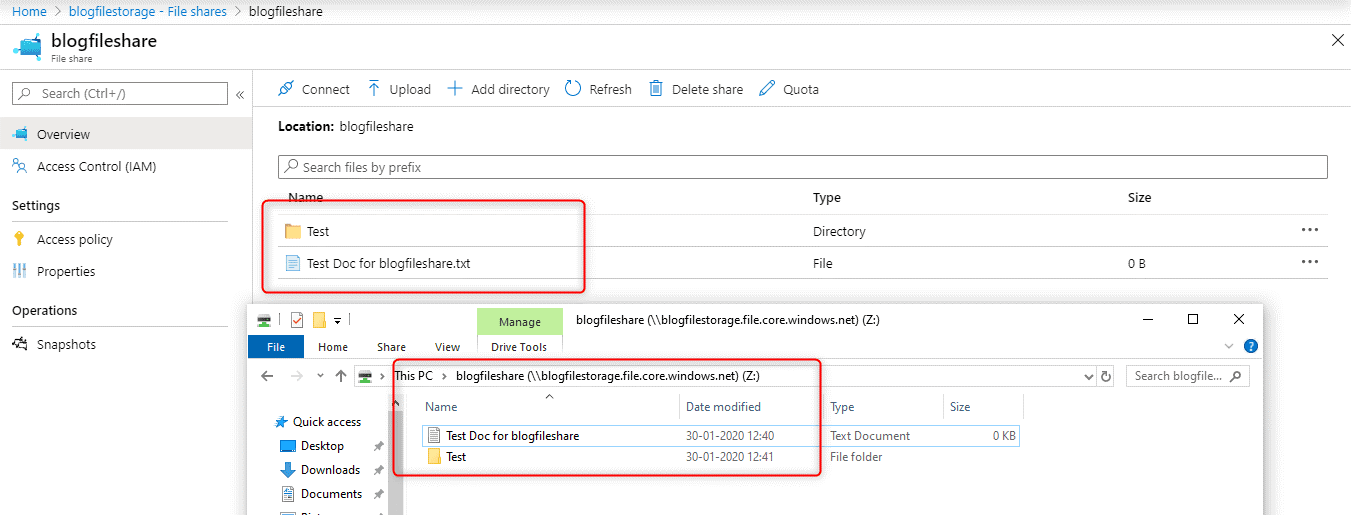 Home > blogfilestorage - File shares > blogfileshare
blogfileshare
File share
Search (Ctrl+/)
«
Overview
Access Control (IAM)
Settings
Access policy
Properties
Operations
Snapshots
Connect Upload Add directory Refresh Delete share Quota
Location: blogfileshare
Search files by prefix
Name Type Size
Test Directory
Test Doc for blogfileshare.txt File 0 B
Manage blogfileshare (\\blogfilestorage.file.core.windows.net) (Z:)
File Home Share View Drive Tools
This PC > blogfileshare (\\blogfilestorage.file.core.windows.net) (Z:) Search blogfile...
Quick access
Desktop
Downloads
Documents
Name Date modified Type Size
Test Doc for blogfileshare 30-01-2020 12:40 Text Document 0 KB
Test 30-01-2020 12:41 File folder